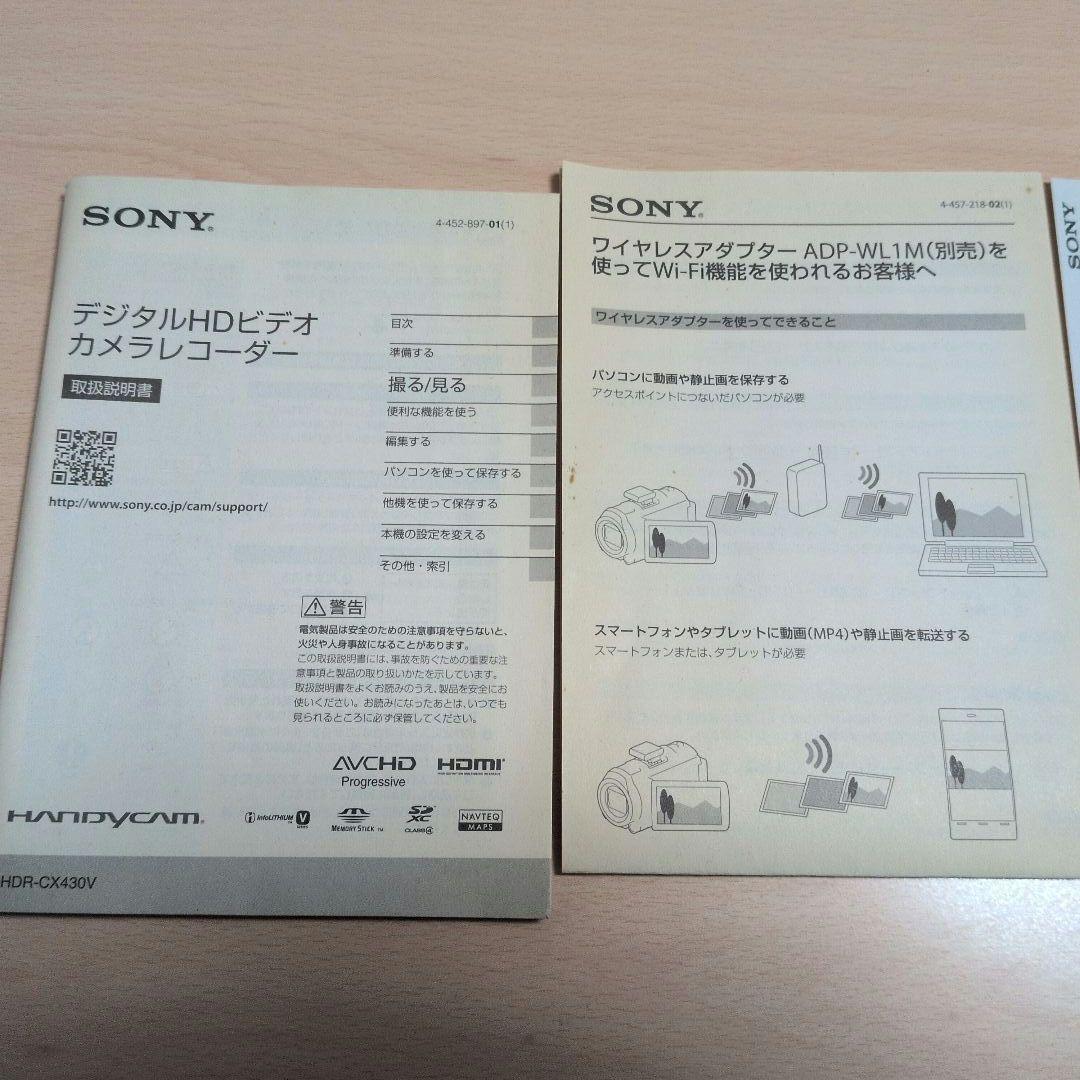 SONY®
4-452-897-01(1)
デジタルHDビデオ
カメラレコーダー
取扱説明書
http://www.sony.co.jp/cam/support/
目次
準備する
撮る/見る
便利な機能を使う
編集する
パソコンを使って保存する
他機を使って保存する
本機の設定を変える
その他・索引
警告
電気製品は安全のための注意事項を守らないと、
火災や人身事故になることがあります。
この取扱説明書には、事故を防ぐための重要な注
意事項と製品の取り扱いかたを示しています。
取扱説明書をよくお読みのうえ、製品を安全にお
使いください。お読みになったあとは、いつでも
見られるところに必ず保管してください。
AVCHD
Progressive
HDMI
HANDYCAM®
InfoLITHIUM™ V SERIES
MEMORY STICK™
SD XC
CLASS4
NAVTEQ
MAPS
HDR-CX430V
SONY®
4-457-218-02(1)
ワイヤレスアダプター ADP-WL1M(別売)を
使ってWi-Fi機能を使われるお客様へ
ワイヤレスアダプターを使ってできること
パソコンに動画や静止画を保存する
アクセスポイントにつないだパソコンが必要
スマートフォンやタブレットに動画(MP4)や静止画を転送する
スマートフォンまたは、タブレットが必要
SONY